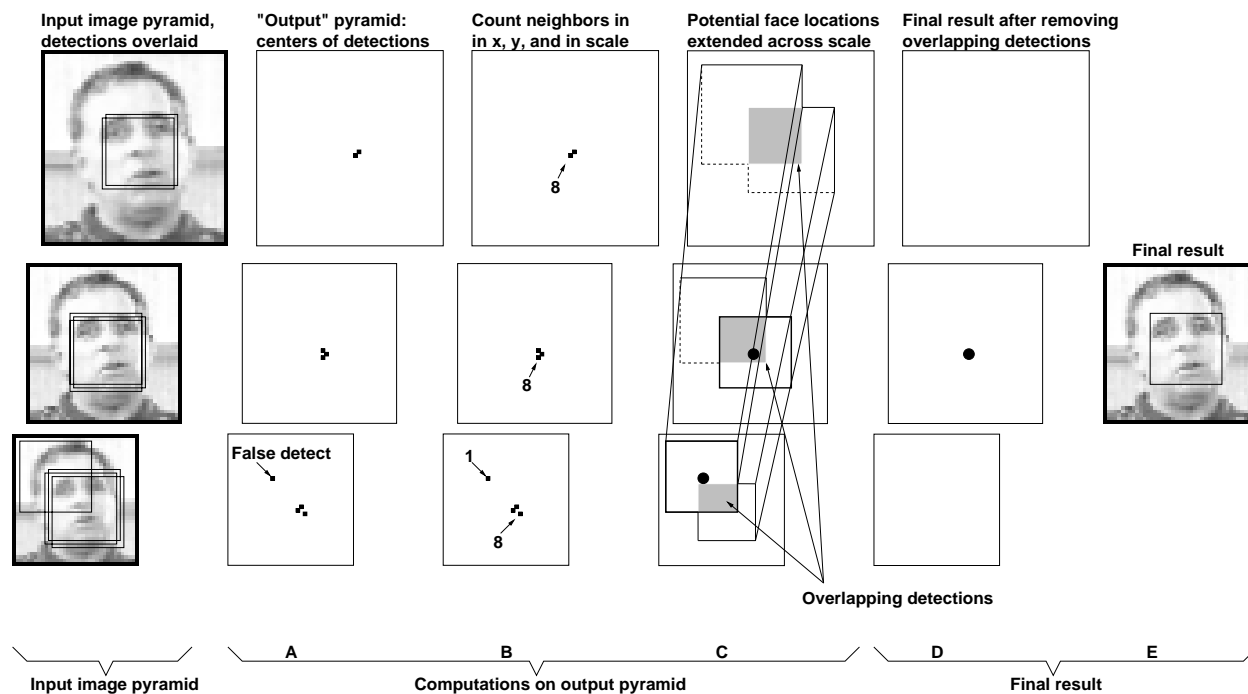 Input image pyramid,
detections overlaid
"Output" pyramid:
centers of detections
Count neighbors in
in x, y, and in scale
Potential face locations
extended across scale
Final result after removing
overlapping detections
8
Final result
8
False detect
1
8
Overlapping detections
A
B
C
D
E
Input image pyramid
Computations on output pyramid
Final result